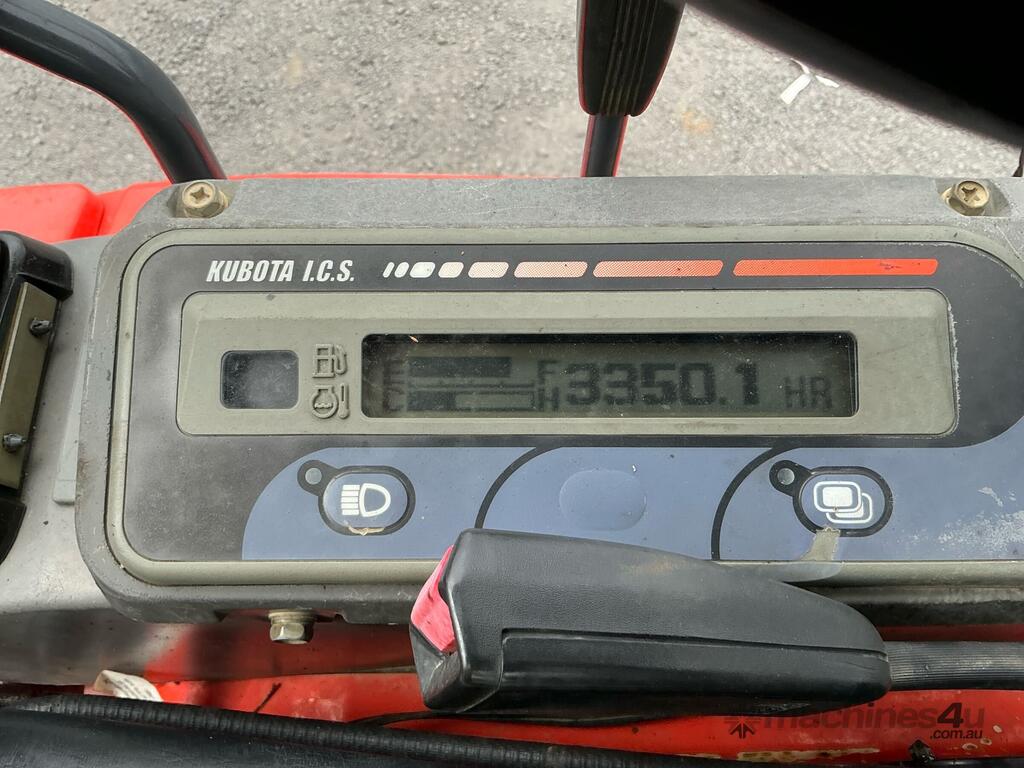 KUBOTA I.C.S.
E F
C H 3350.1 HR
machines4u
.com.au